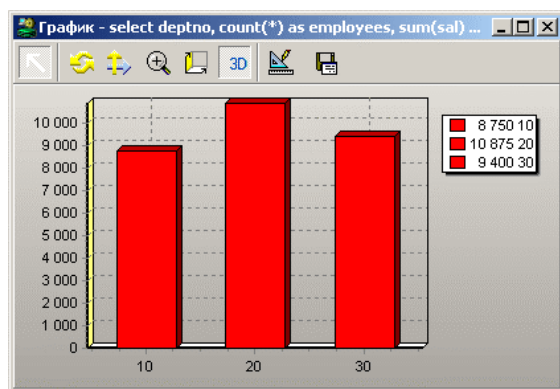 График - select deptno, count(*) as employees, sum(sal) ...
3D
10 000
9 000
8 000
7 000
6 000
5 000
4 000
3 000
2 000
1 000
0
10 20 30
8 750 10
10 875 20
9 400 30